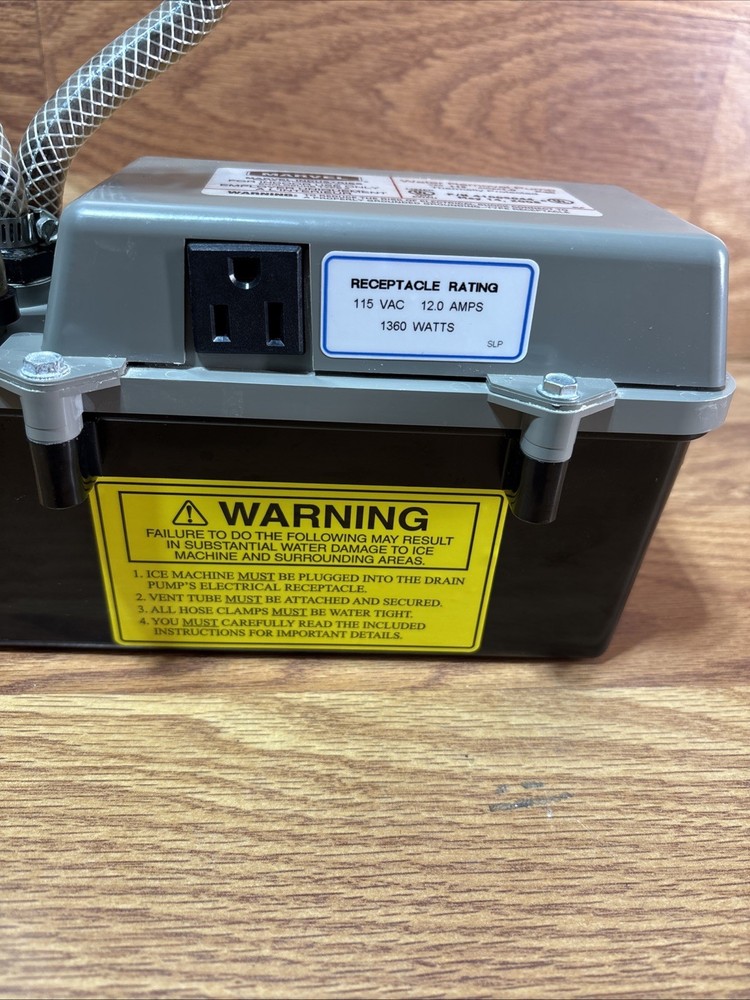 MARVEL
MARVEL INDUSTRIES
WARNING:
RECEPTACLE RATING
115 VAC 12.0 AMPS
1360 WATTS
SLP
WARNING
FAILURE TO DO THE FOLLOWING MAY RESULT
IN SUBSTANTIAL WATER DAMAGE TO ICE
MACHINE AND SURROUNDING AREAS.
1. ICE MACHINE MUST BE PLUGGED INTO THE DRAIN
PUMP'S ELECTRICAL RECEPTACLE.
2. VENT TUBE MUST BE ATTACHED AND SECURED.
3. ALL HOSE CLAMPS MUST BE WATER TIGHT.
4. YOU MUST CAREFULLY READ THE INCLUDED
INSTRUCTIONS FOR IMPORTANT DETAILS.